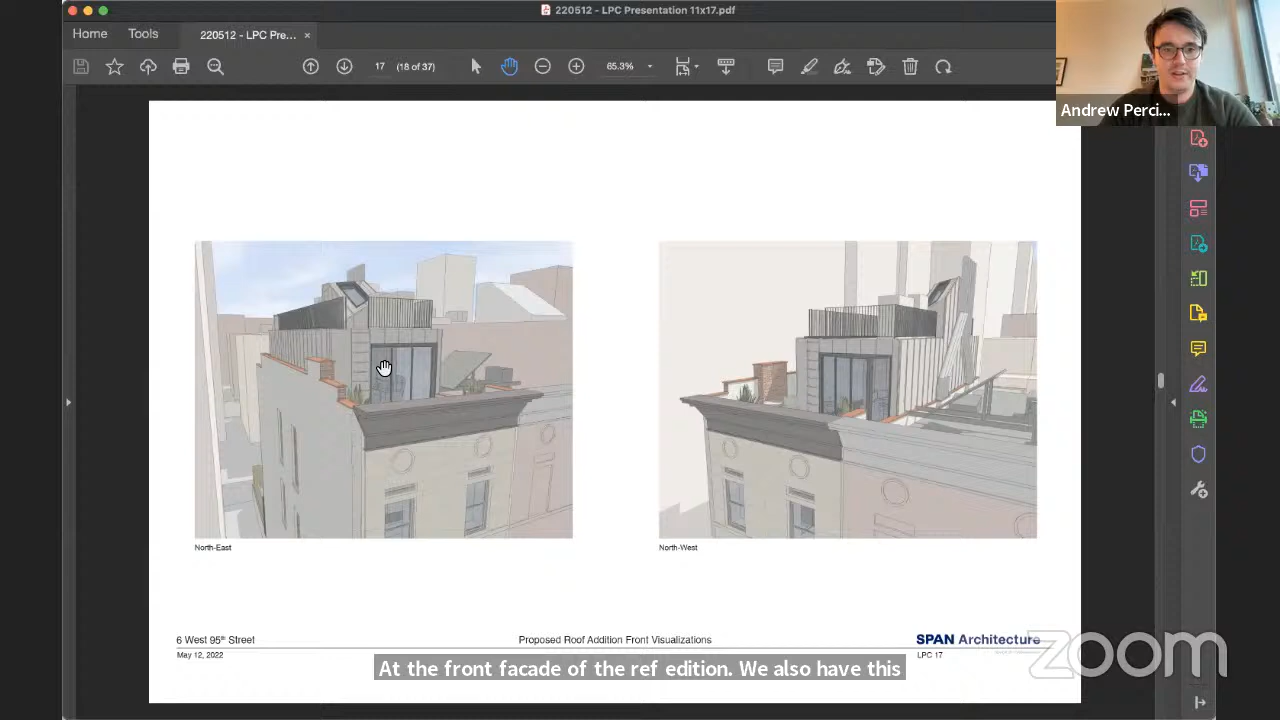 220512 - LPC Presentation 11x17.pdf
Home
Tools
220512 - LPC Pre... ×
17 (18 of 37)
65.3%
Andrew Perci...
North-East
North-West
6 West 95th Street
Proposed Roof Addition Front Visualizations
SPAN Architecture
May 12, 2022
LPC 17
At the front facade of the ref edition. We also have this
zoom